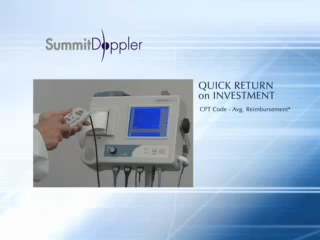 SummitDoppler
QUICK RETURN
on INVESTMENT
CPT Code - Avg. Reimbursement*